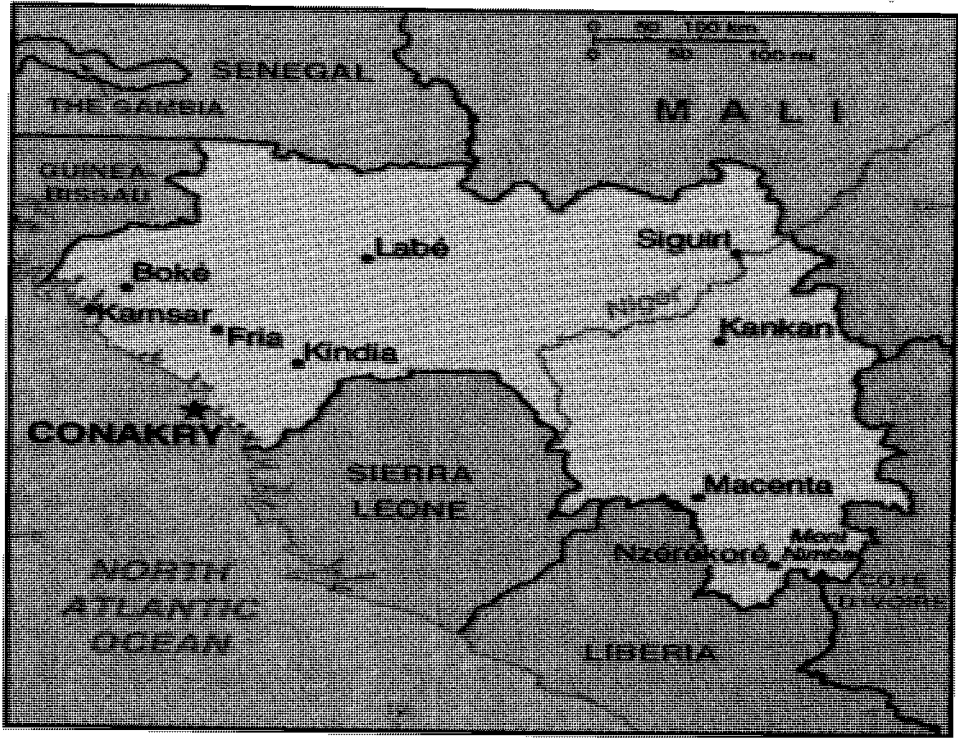 0 50 100 km
0 50 100 mi
SENEGAL
THE GAMBIA
MALI
GUINEA-
BISSAU
Labé
Siguiri
Boké
Niger
Kamsar
Fria
Kankan
Kindia
CONAKRY
SIERRA
LEONE
Macenta
Mont
Nimba
Nzérékoré
NORTH
ATLANTIC
OCEAN
COTE
D'IVOIRE
LIBERIA